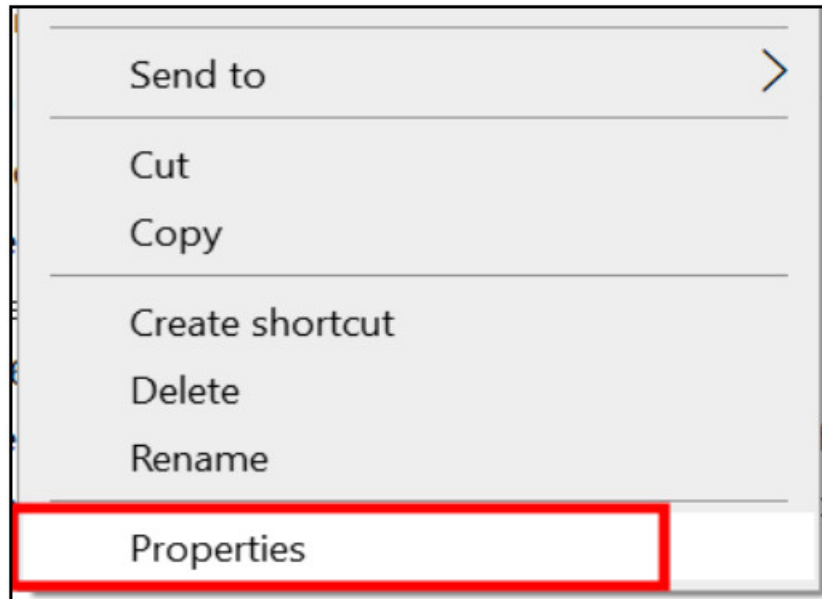 Send to
Cut
Copy
Create shortcut
Delete
Rename
Properties